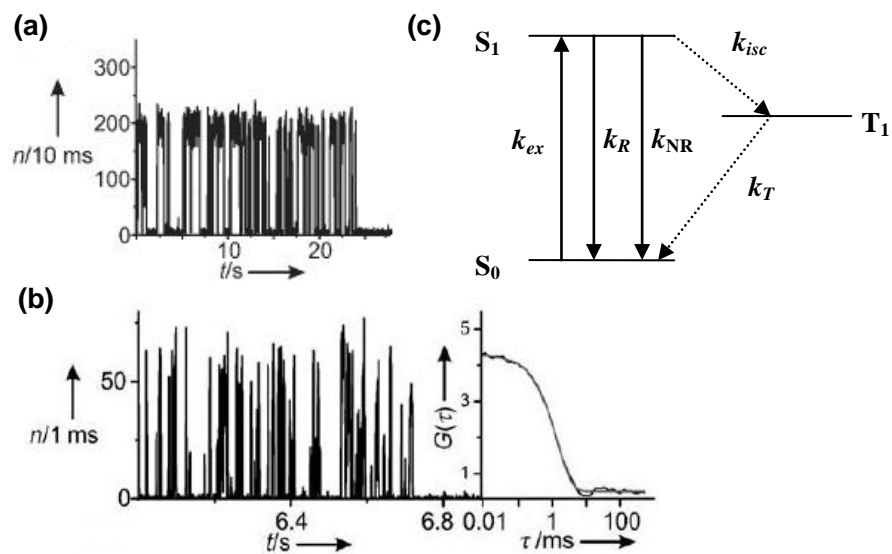 (a)
300
200
100
0
n/10 ms
10
20
t/s
(c)
S1
kisc
T1
kex
kR
kNR
kT
S0
(b)
50
0
n/1 ms
6.4
6.8
t/s
5
3
1
G(τ)
0.01
1
100
τ/ms